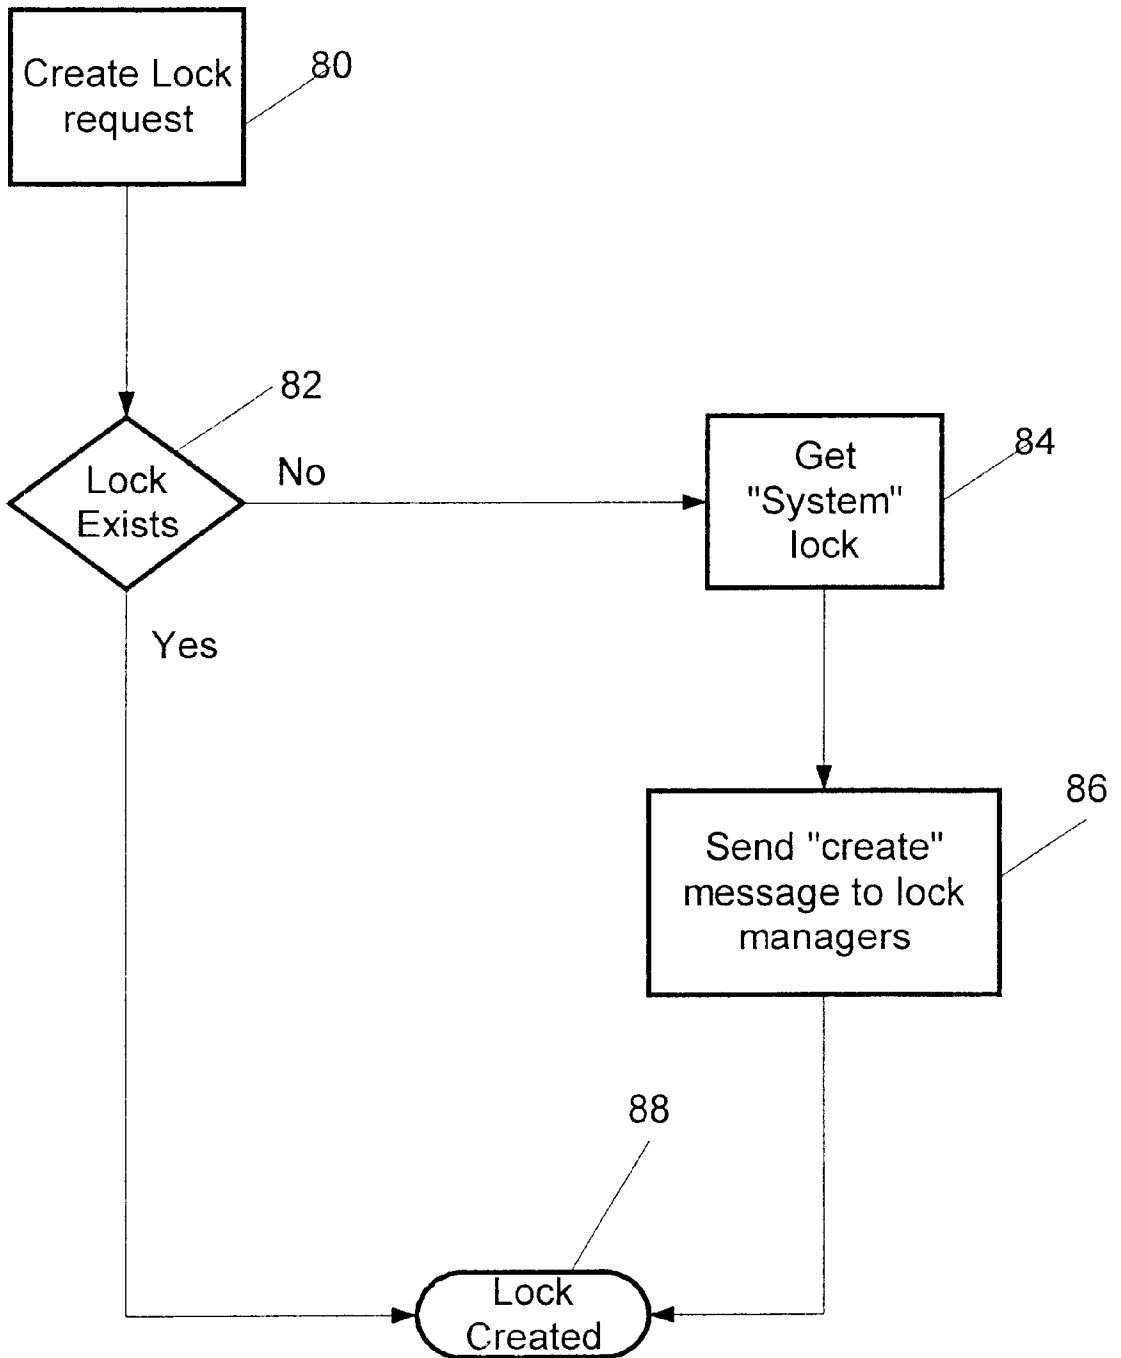 Create Lock
request
80
82
Lock
Exists
No
Yes
Get
"System"
lock
84
Send "create"
message to lock
managers
86
88
Lock
Created